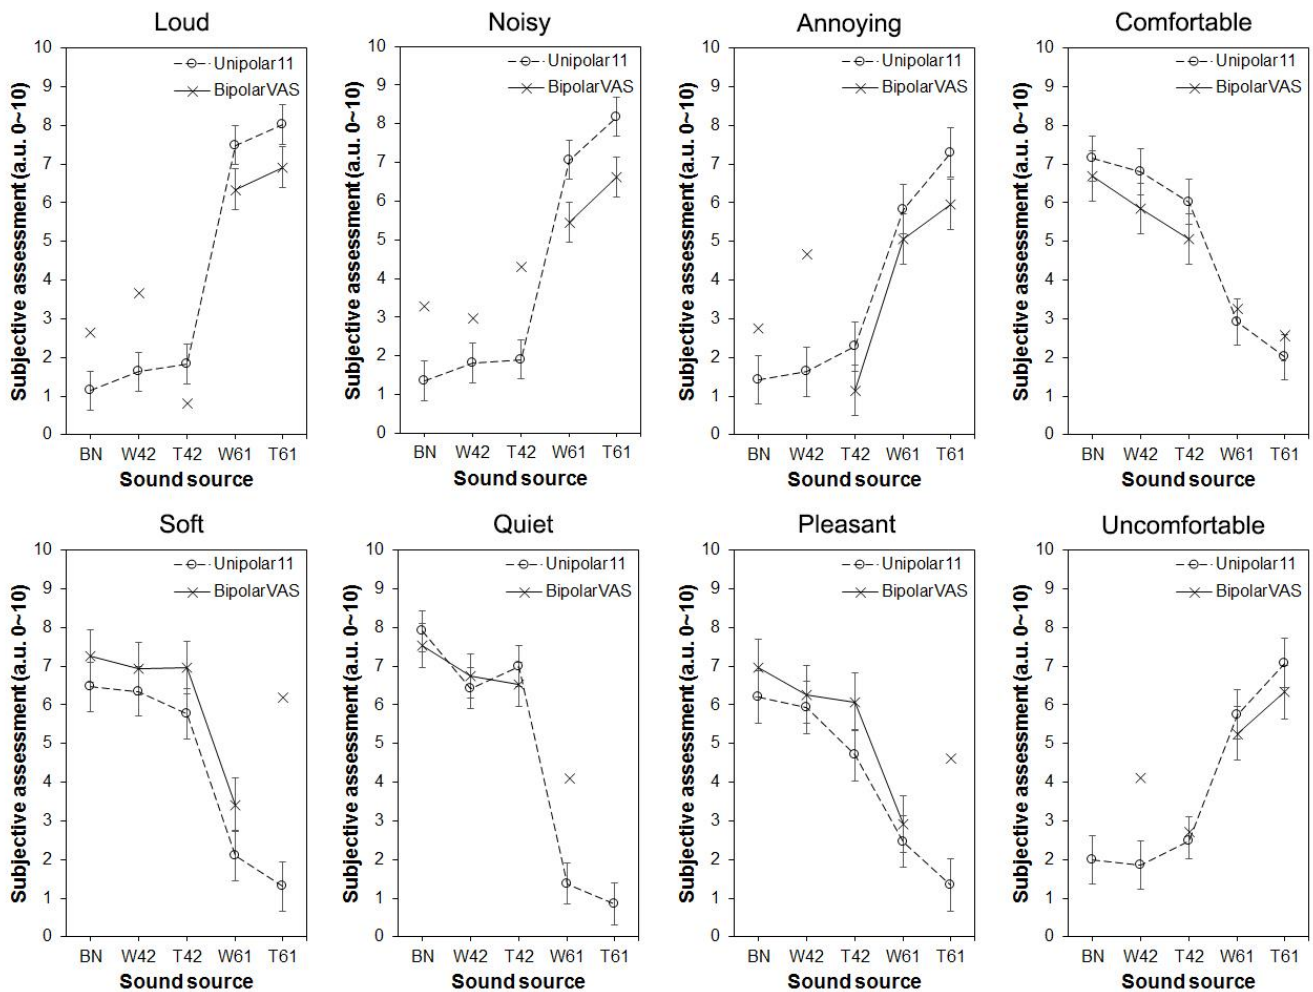 Loud
Noisy
Annoying
Comfortable
Subjective assessment (a.u. 0~10)
10
9
8
7
6
5
4
3
2
1
0
Unipolar11
BipolarVAS
BN W42 T42 W61 T61
Sound source
Subjective assessment (a.u. 0~10)
10
9
8
7
6
5
4
3
2
1
0
Unipolar11
BipolarVAS
BN W42 T42 W61 T61
Sound source
Subjective assessment (a.u. 0~10)
10
9
8
7
6
5
4
3
2
1
0
Unipolar11
BipolarVAS
BN W42 T42 W61 T61
Sound source
Subjective assessment (a.u. 0~10)
10
9
8
7
6
5
4
3
2
1
0
Unipolar11
BipolarVAS
BN W42 T42 W61 T61
Sound source
Soft
Quiet
Pleasant
Uncomfortable
Subjective assessment (a.u. 0~10)
10
9
8
7
6
5
4
3
2
1
0
Unipolar11
BipolarVAS
BN W42 T42 W61 T61
Sound source
Subjective assessment (a.u. 0~10)
10
9
8
7
6
5
4
3
2
1
0
Unipolar11
BipolarVAS
BN W42 T42 W61 T61
Sound source
Subjective assessment (a.u. 0~10)
10
9
8
7
6
5
4
3
2
1
0
Unipolar11
BipolarVAS
BN W42 T42 W61 T61
Sound source
Subjective assessment (a.u. 0~10)
10
9
8
7
6
5
4
3
2
1
0
Unipolar11
BipolarVAS
BN W42 T42 W61 T61
Sound source